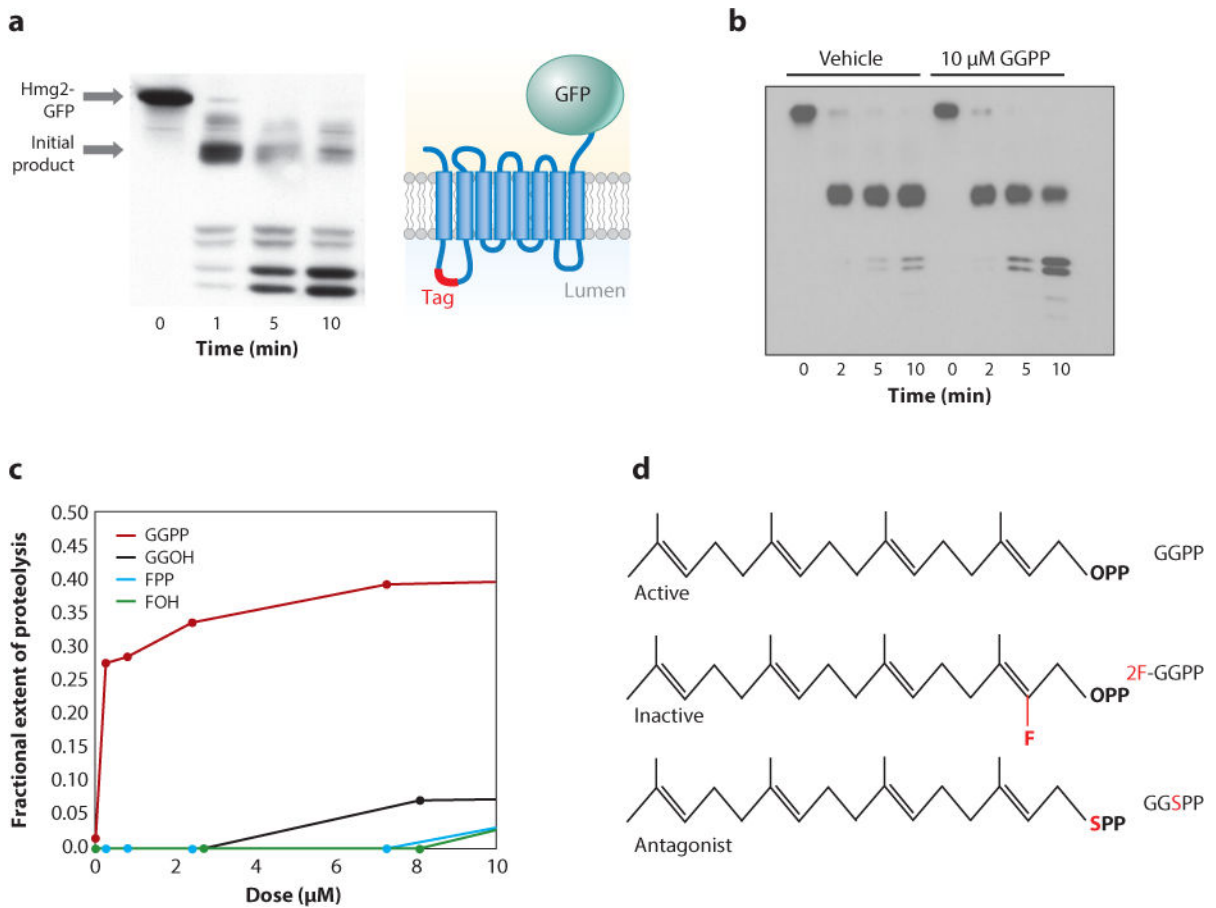 a
Hmg2-
GFP
Initial
product
0 1 5 10
Time (min)
GFP
Tag
Lumen
b
Vehicle 10 µM GGPP
0 2 5 10 0 2 5 10
Time (min)
c
Fractional extent of proteolysis
0.50
0.45
0.40
0.35
0.30
0.25
0.20
0.15
0.10
0.05
0.0
GGPP
GGOH
FPP
FOH
0 2 4 6 8 10
Dose (µM)
d
OPP
GGPP
Active
OPP
2F-GGPP
Inactive
F
SPP
GGSPP
Antagonist